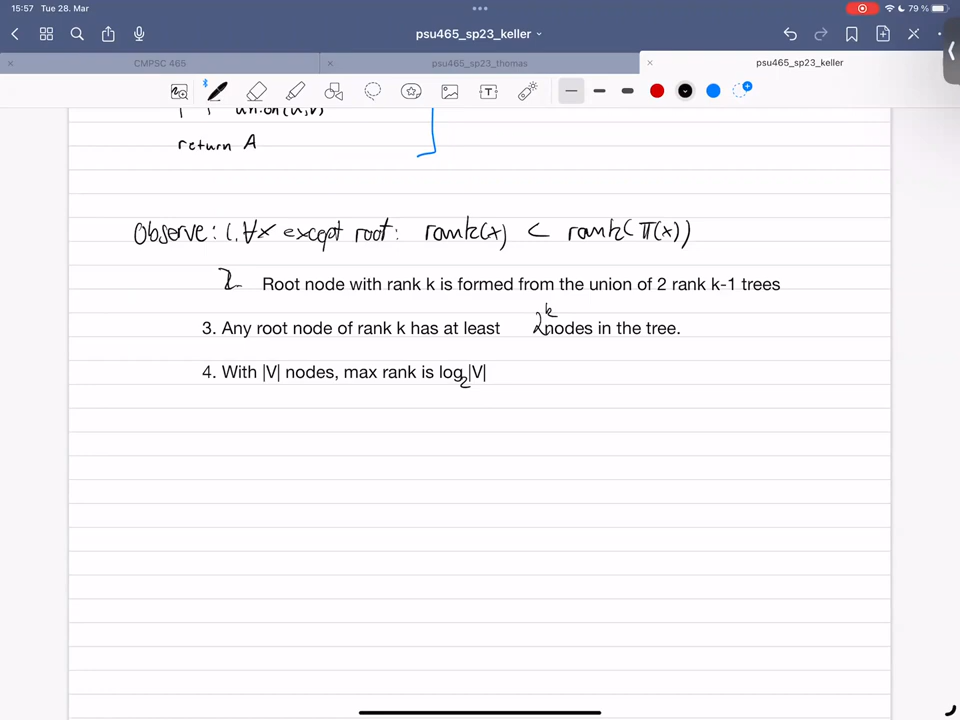 15:57 Tue 28. Mar
79 %
psu465_sp23_keller
CMPSC 465
psu465_sp23_thomas
psu465_sp23_keller
union(u,v)
return A
Observe: 1. ∀x except root: rank(x) < rank(π(x))
2 Root node with rank k is formed from the union of 2 rank k-1 trees
3. Any root node of rank k has at least 2^k nodes in the tree.
4. With |V| nodes, max rank is log₂|V|